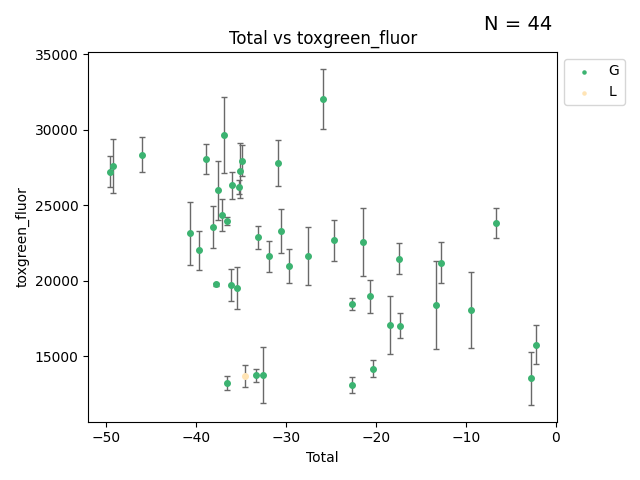 N = 44
Total vs toxgreen_fluor
G
L
35000
30000
25000
20000
15000
toxgreen_fluor
−50
−40
−30
−20
−10
0
Total